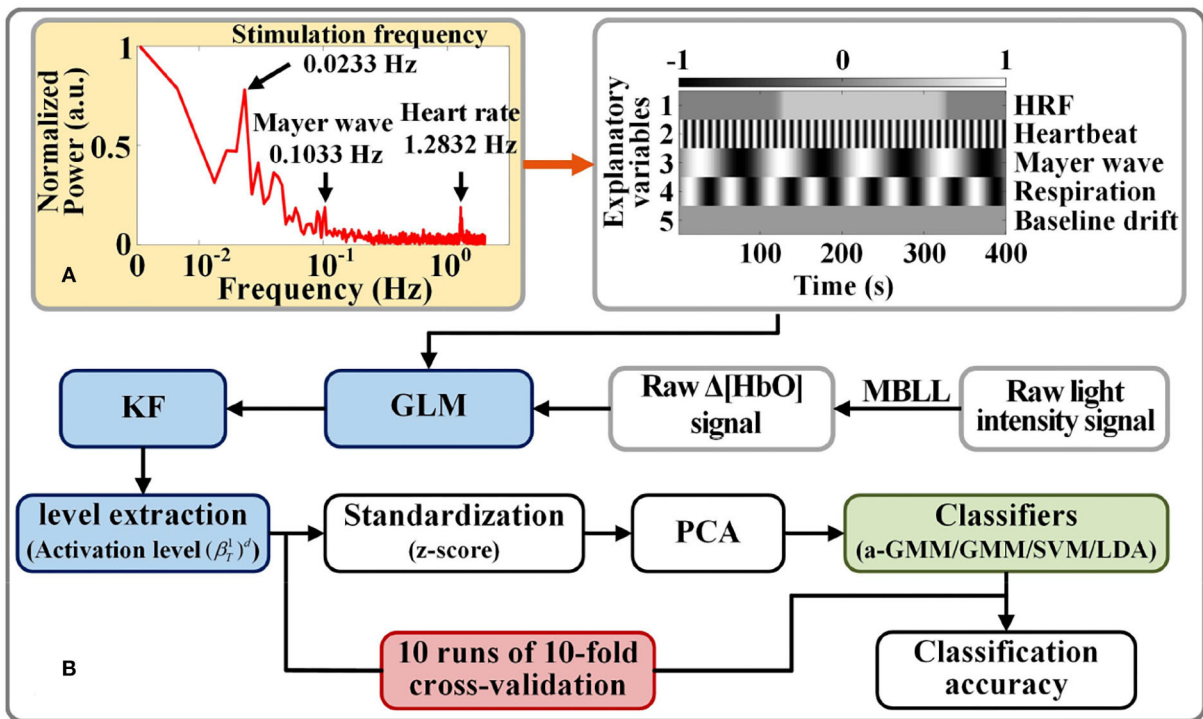 Stimulation frequency
0.0233 Hz
Mayer wave
0.1033 Hz
Heart rate
1.2832 Hz
Normalized
Power (a.u.)
1
0.5
0
0 10⁻² 10⁻¹ 10⁰
Frequency (Hz)
A
-1 0 1
Explanatory
variables
1 HRF
2 Heartbeat
3 Mayer wave
4 Respiration
5 Baseline drift
100 200 300 400
Time (s)
KF
GLM
Raw Δ[HbO]
signal
MBLL
Raw light
intensity signal
level extraction
(Activation level (β_T^1)^d)
Standardization
(z-score)
PCA
Classifiers
(a-GMM/GMM/SVM/LDA)
10 runs of 10-fold
cross-validation
Classification
accuracy
B